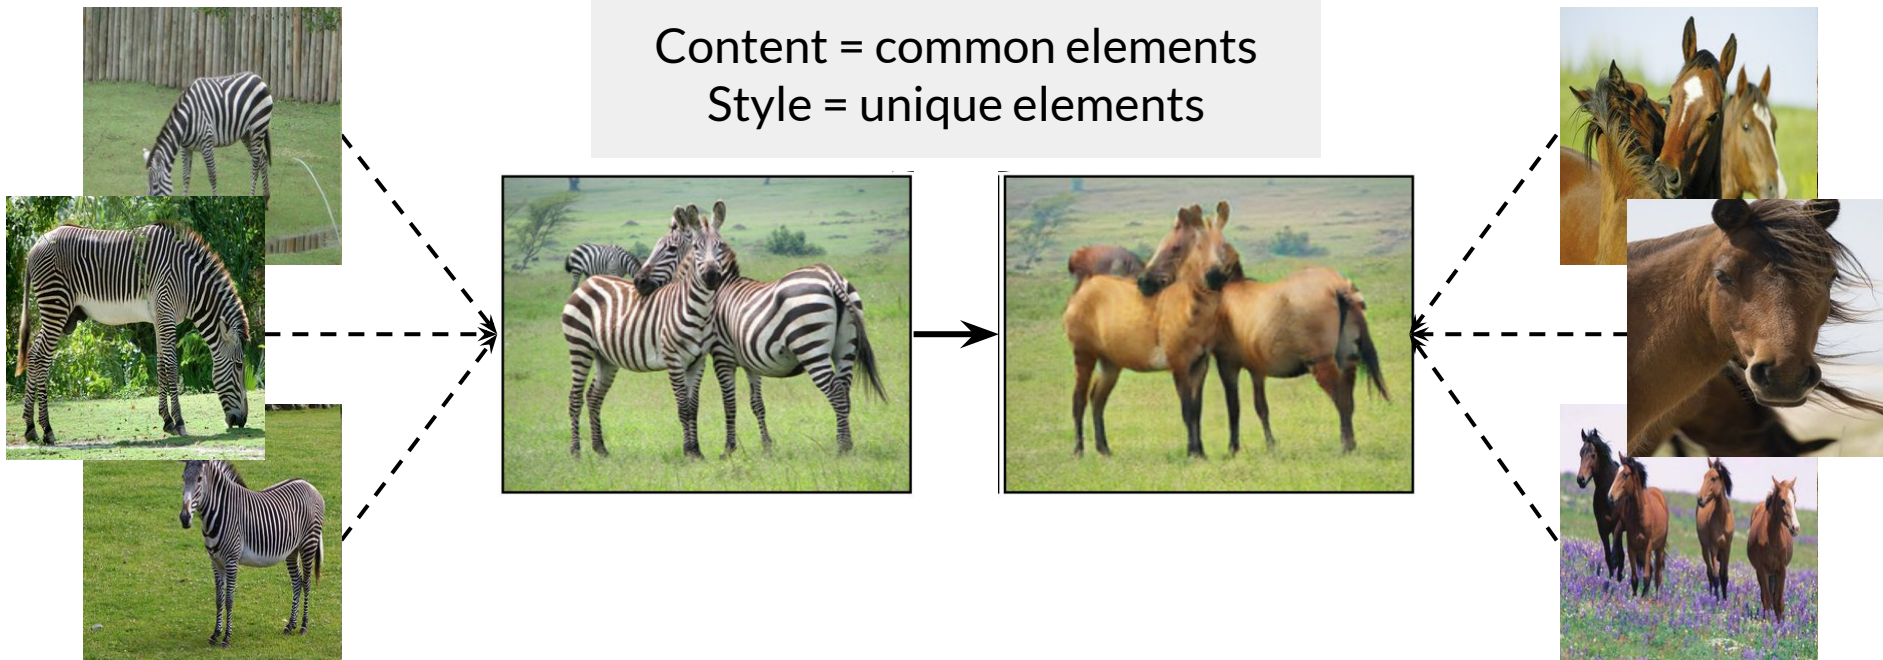 Content = common elements
Style = unique elements